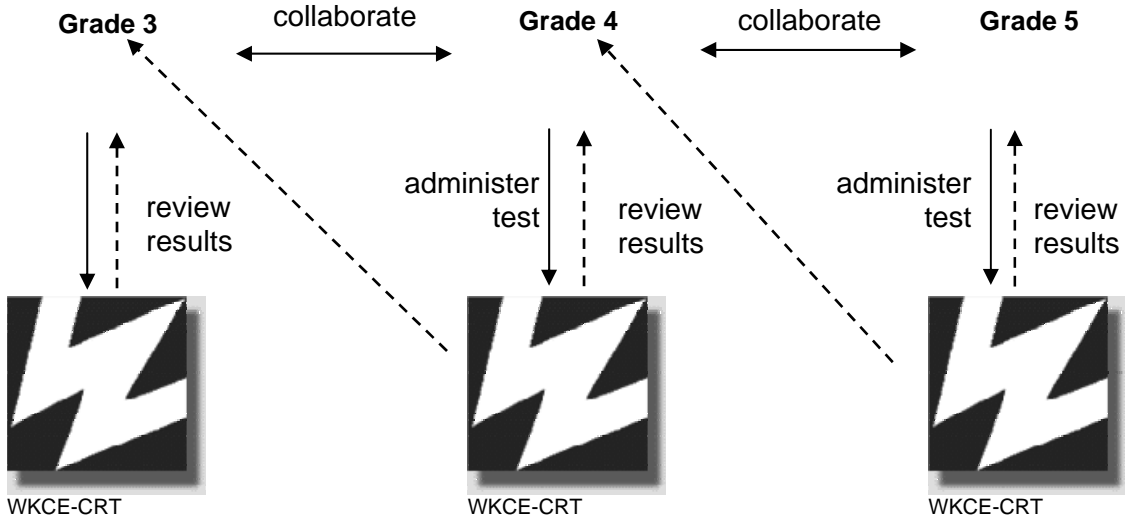 Grade 3
collaborate
Grade 4
collaborate
Grade 5
review
results
administer
test
review
results
administer
test
review
results
WKCE-CRT
WKCE-CRT
WKCE-CRT